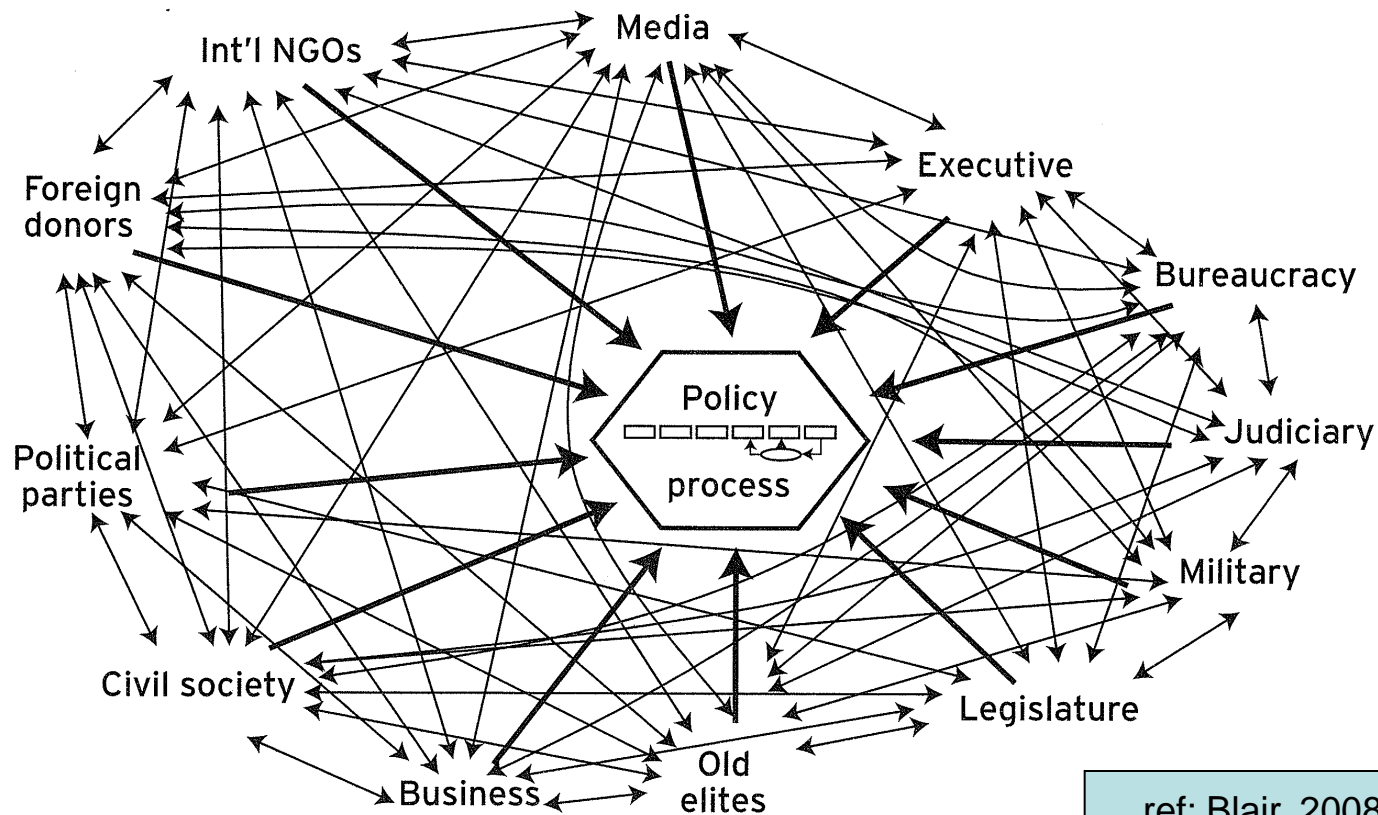 Media
Int'l NGOs
Executive
Foreign
donors
Bureaucracy
Policy
process
Judiciary
Political
parties
Military
Civil society
Legislature
Old
elites
Business
ref: Blair, 2008